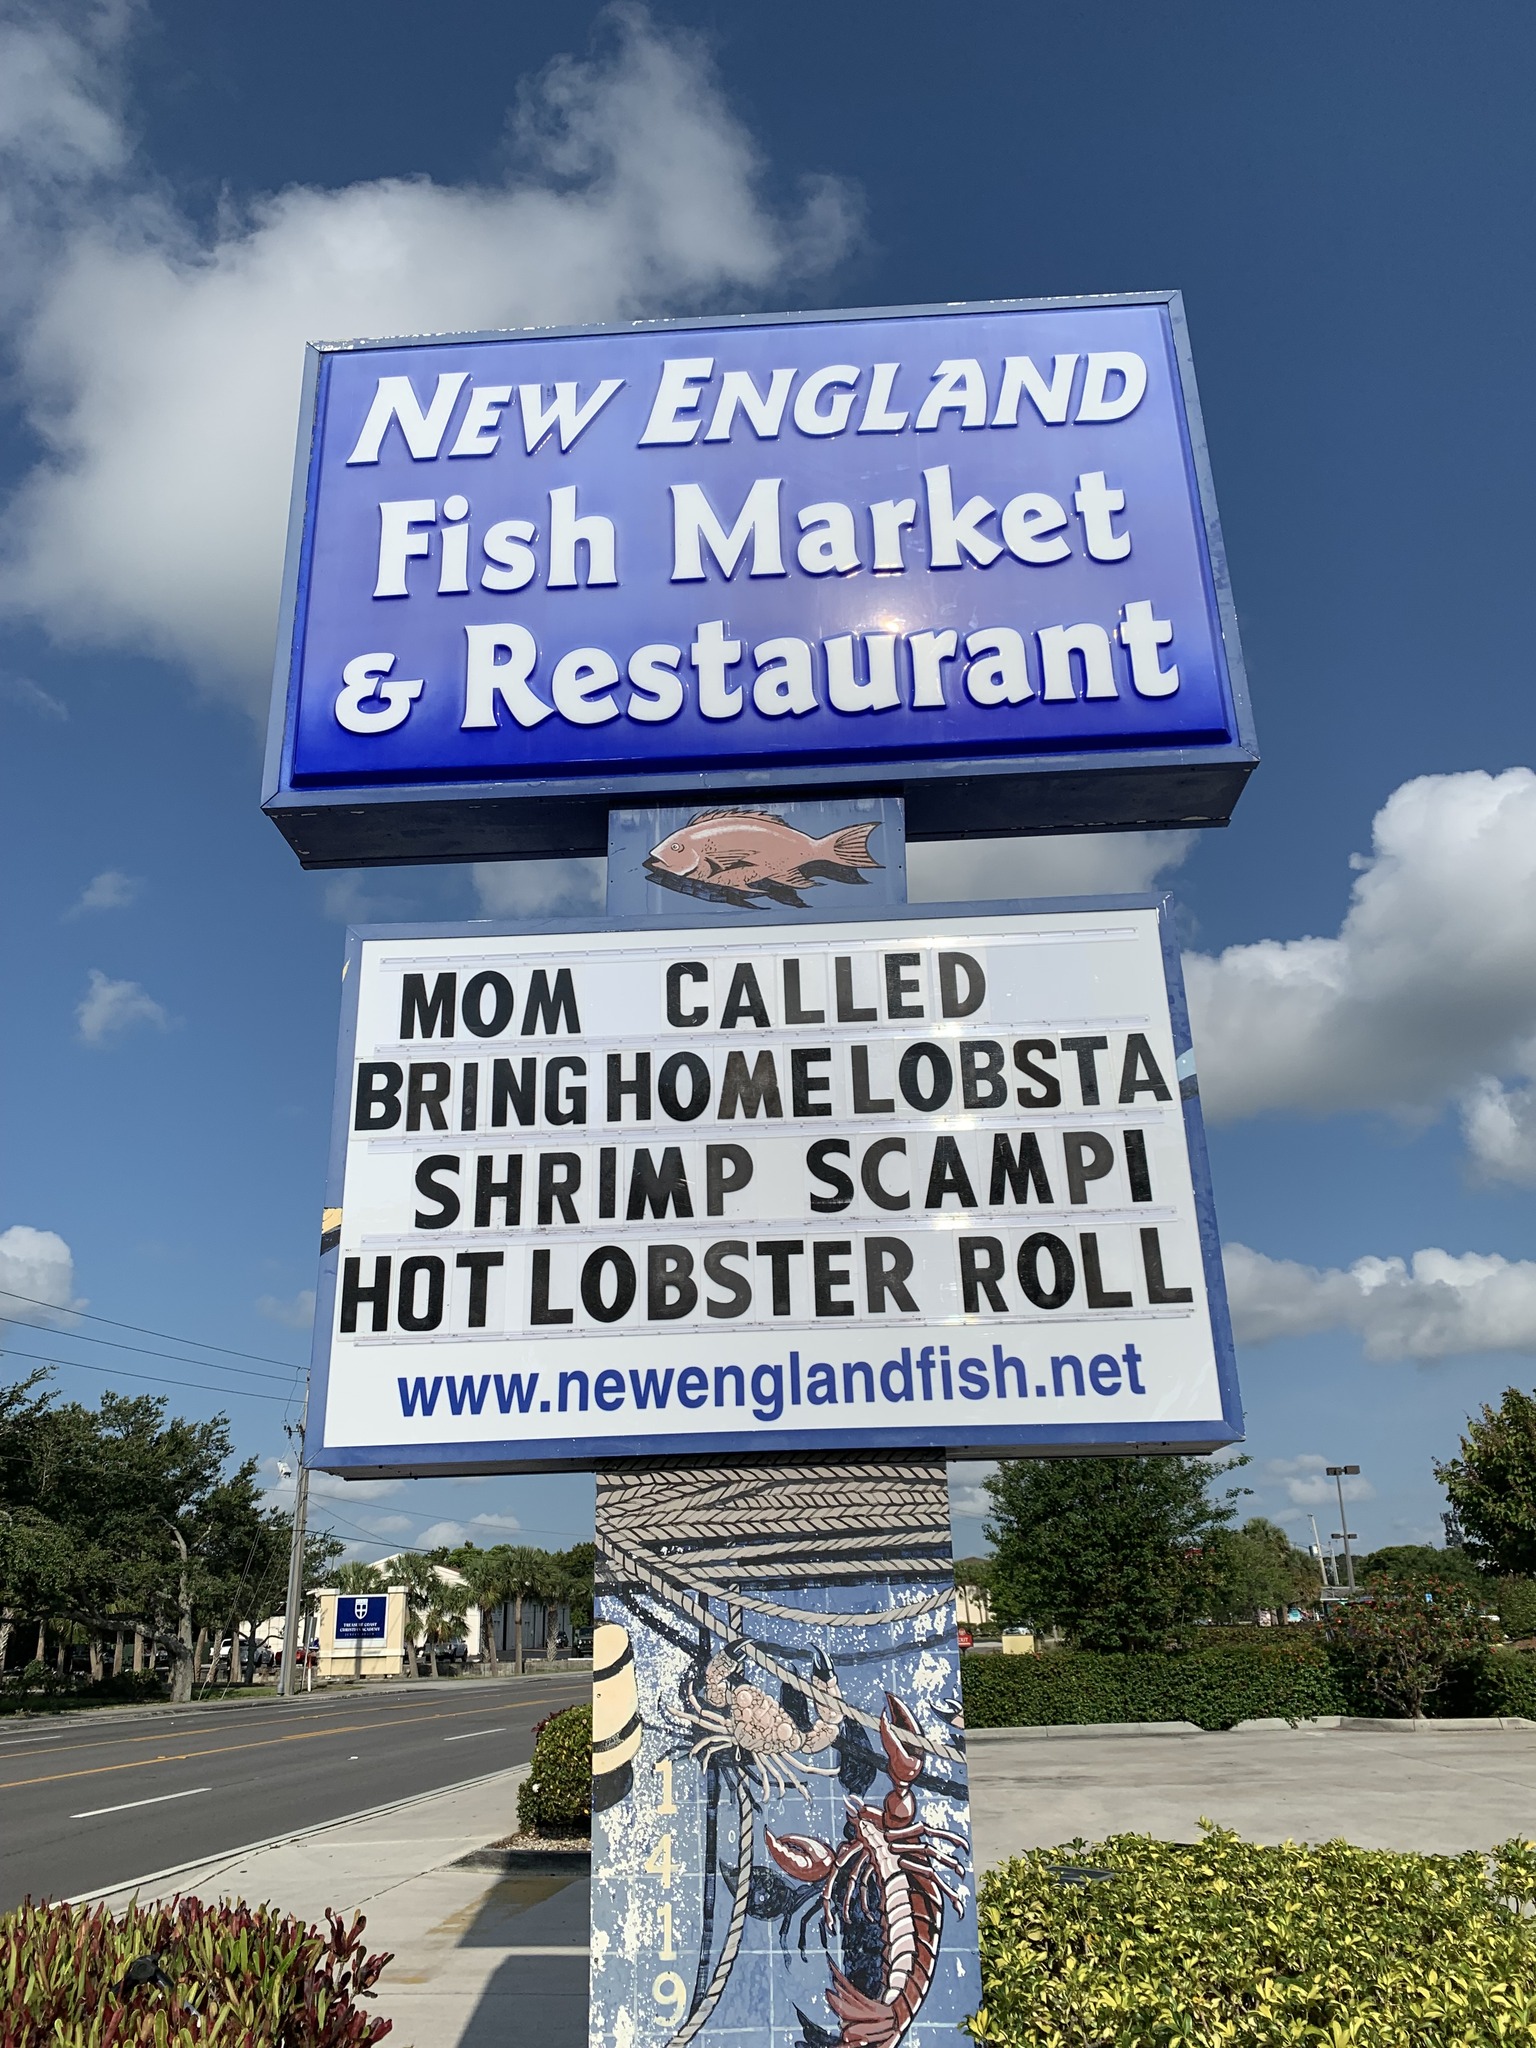 NEW ENGLAND
Fish Market
& Restaurant
MOM CALLED
BRING HOME LOBSTA
SHRIMP SCAMPI
HOT LOBSTER ROLL
www.newenglandfish.net
1419